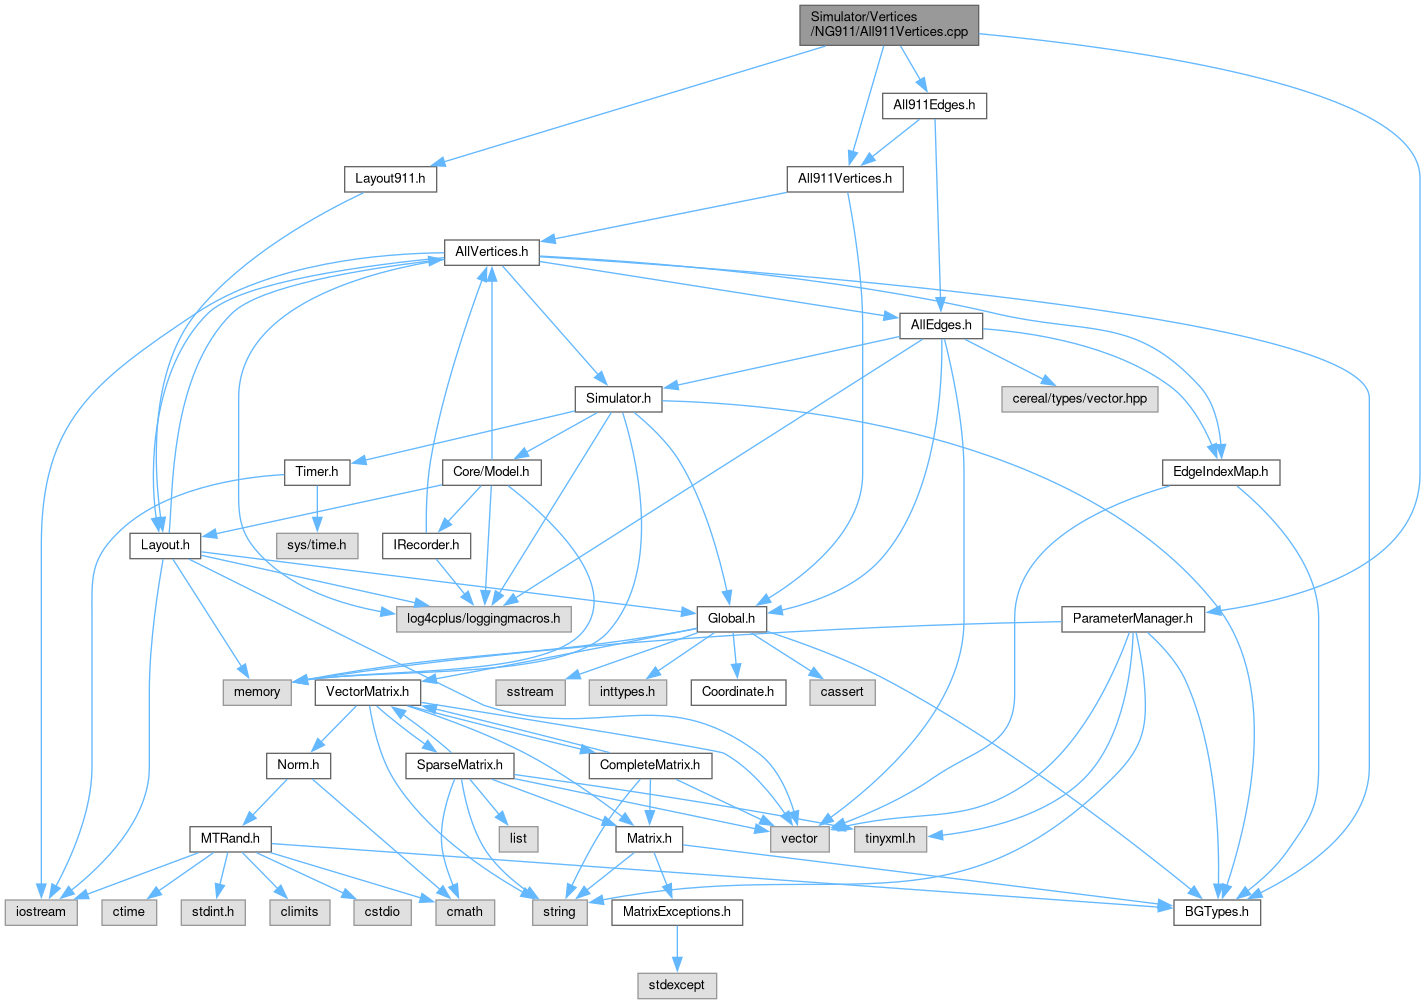 Simulator/Vertices
/NG911/All911Vertices.cpp
All911Edges.h
Layout911.h
All911Vertices.h
AllVertices.h
AllEdges.h
Simulator.h
cereal/types/vector.hpp
Timer.h
Core/Model.h
EdgeIndexMap.h
Layout.h
sys/time.h
IRecorder.h
log4cplus/loggingmacros.h
Global.h
ParameterManager.h
memory
VectorMatrix.h
sstream
inttypes.h
Coordinate.h
cassert
Norm.h
SparseMatrix.h
CompleteMatrix.h
MTRand.h
list
Matrix.h
vector
tinyxml.h
iostream
ctime
stdint.h
climits
cstdio
cmath
string
MatrixExceptions.h
BGTypes.h
stdexcept